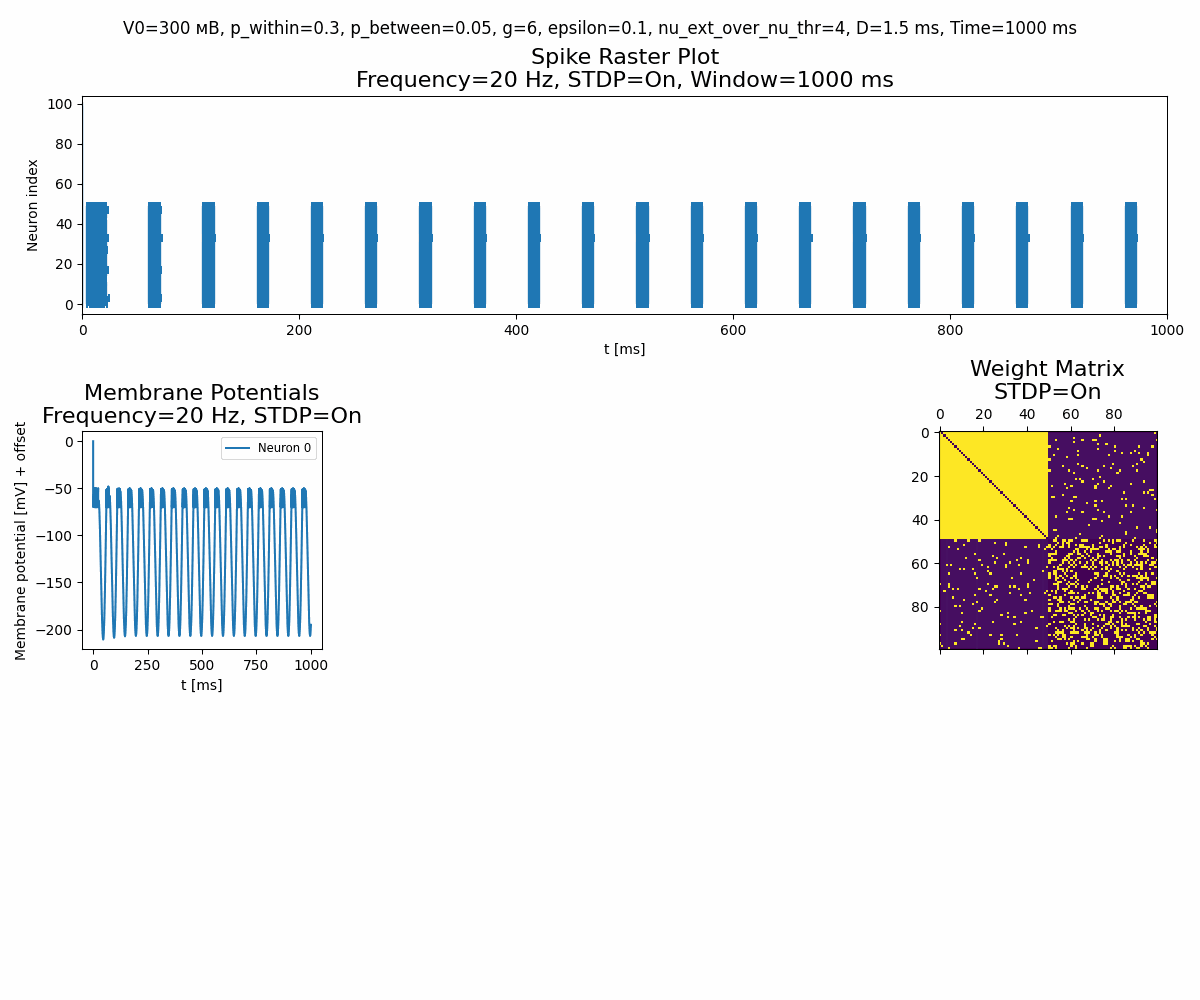 V0=300 мВ, p_within=0.3, p_between=0.05, g=6, epsilon=0.1, nu_ext_over_nu_thr=4, D=1.5 ms, Time=1000 ms
Spike Raster Plot
Frequency=20 Hz, STDP=On, Window=1000 ms
100
80
60
40
20
0
Neuron index
0 200 400 600 800 1000
t [ms]
Membrane Potentials
Frequency=20 Hz, STDP=On
0
−50
−100
−150
−200
Membrane potential [mV] + offset
Neuron 0
0 250 500 750 1000
t [ms]
Weight Matrix
STDP=On
0 20 40 60 80
0
20
40
60
80